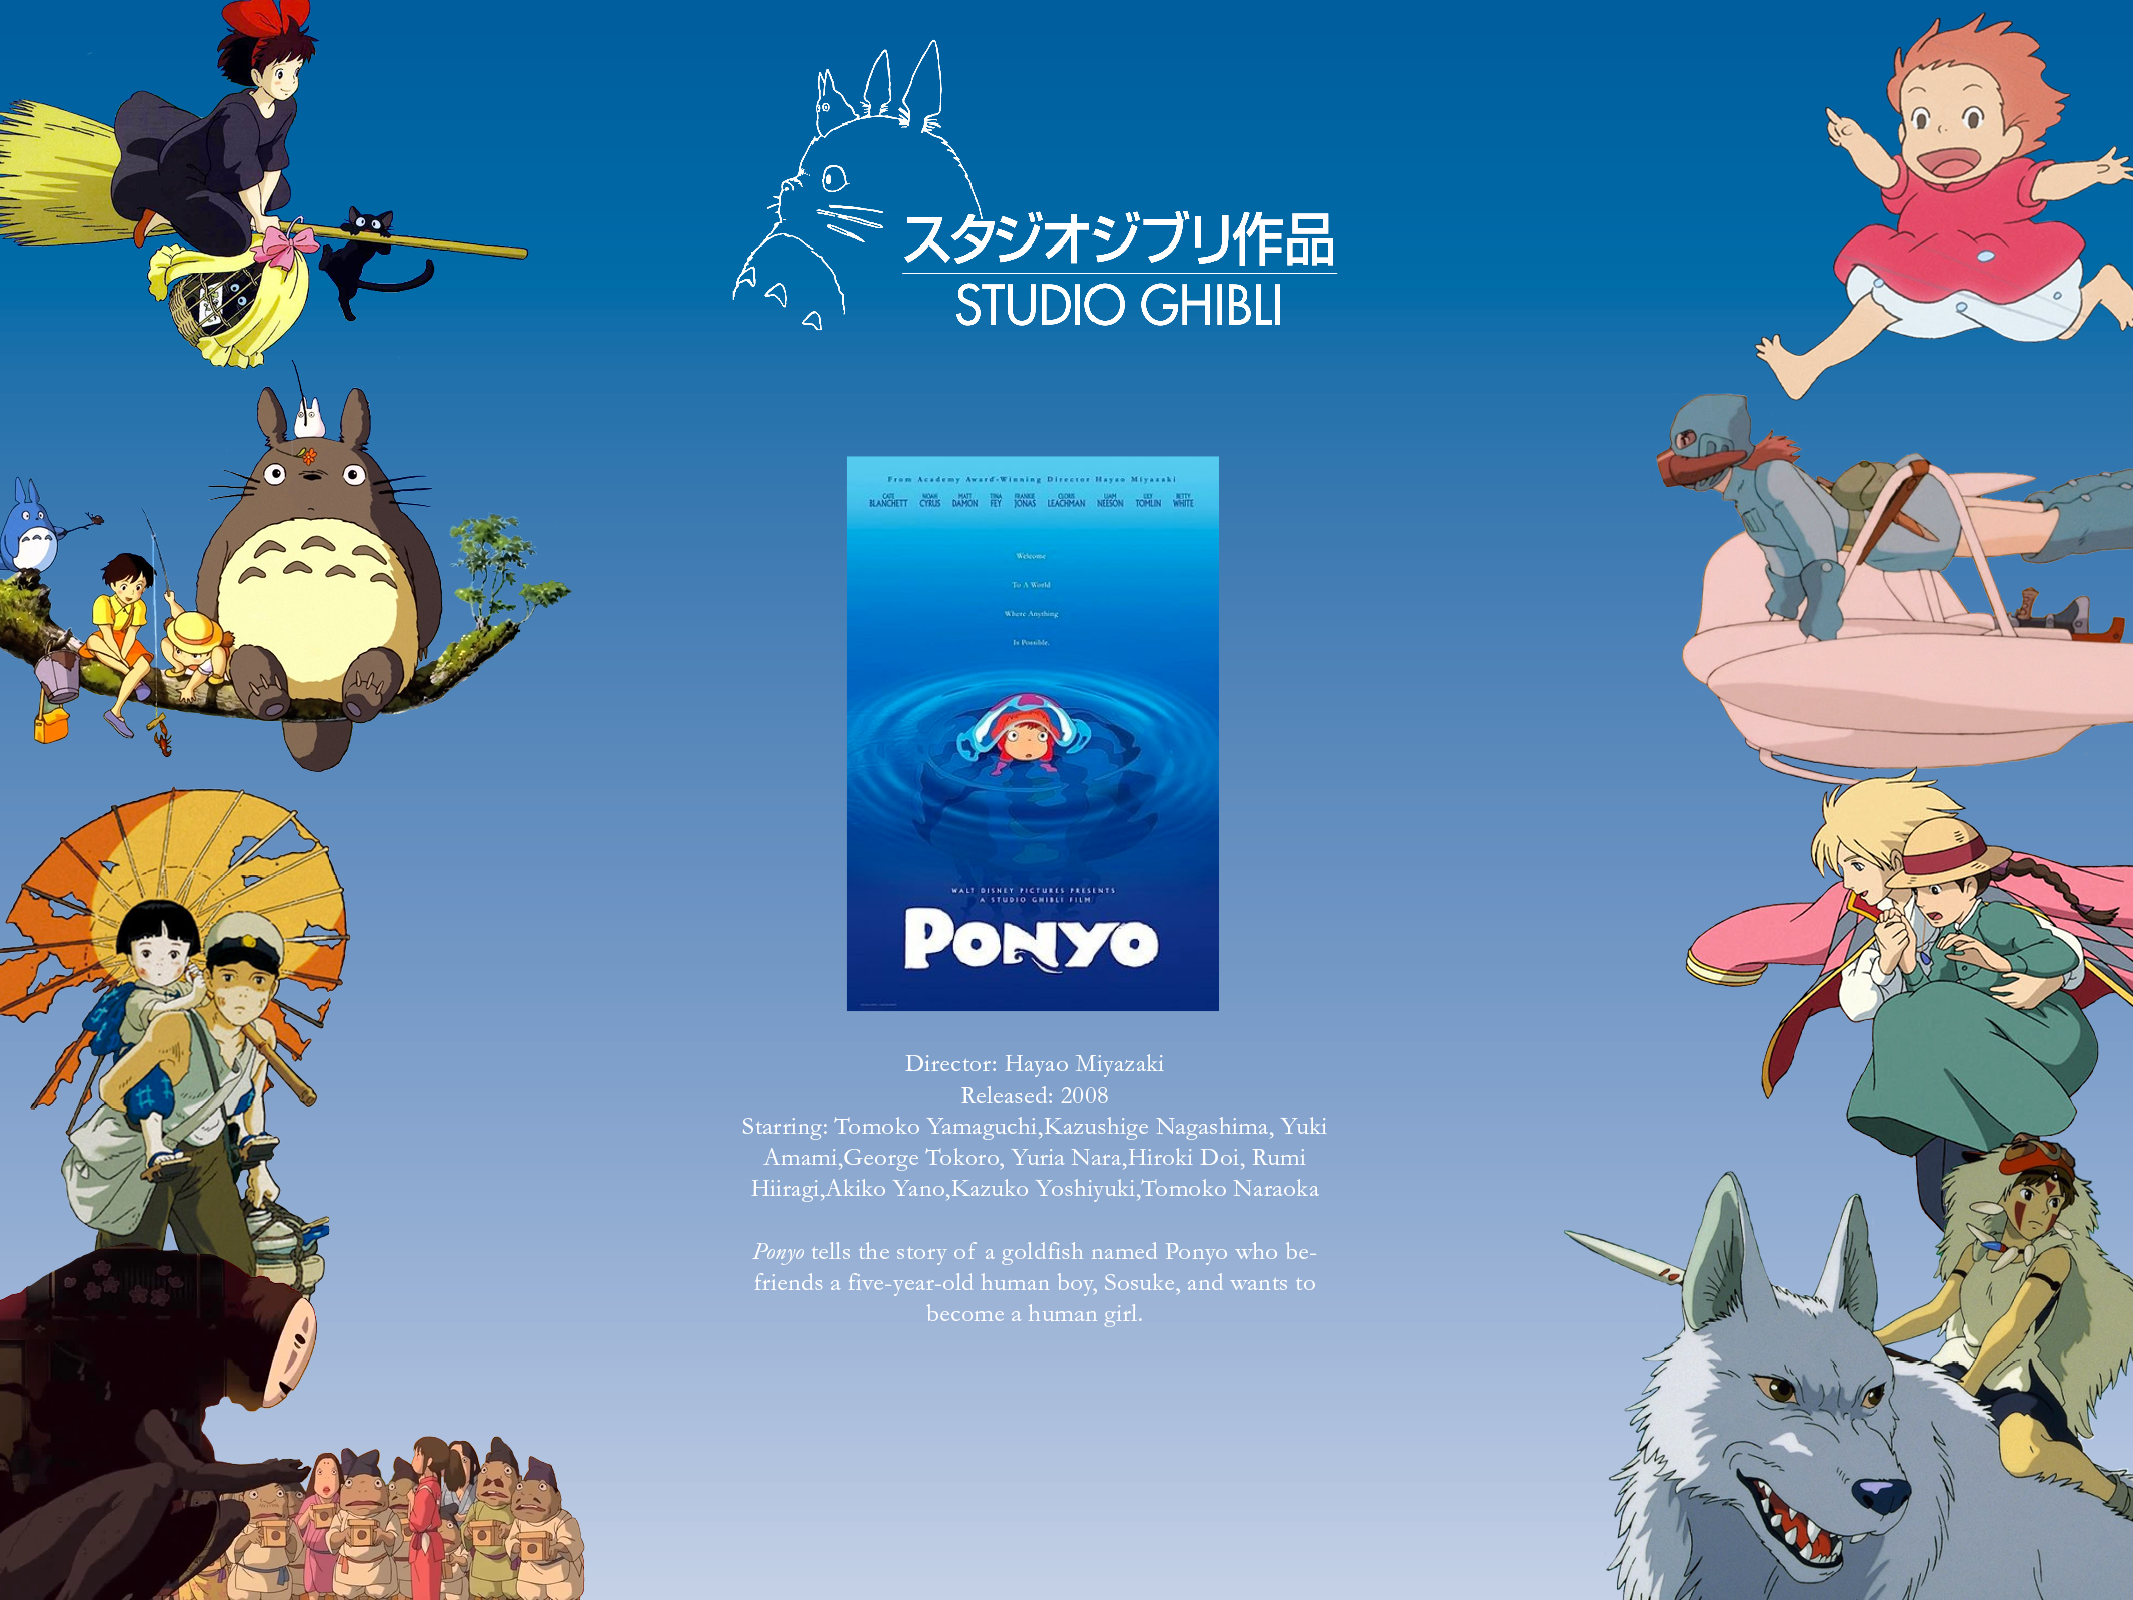 スタジオジブリ作品
STUDIO GHIBLI
From Academy Award-Winning Director Hayao Miyazaki
CATE BLANCHETT NOAH CYRUS MATT DAMON TINA FEY FRANKIE JONAS CLORIS LEACHMAN LIAM NEESON LILY TOMLIN BETTY WHITE
Welcome
To A World
Where Anything
Is Possible.
WALT DISNEY PICTURES PRESENTS
A STUDIO GHIBLI FILM
PONYO
Director: Hayao Miyazaki
Released: 2008
Starring: Tomoko Yamaguchi,Kazushige Nagashima, Yuki
Amami,George Tokoro, Yuria Nara,Hiroki Doi, Rumi
Hiiragi,Akiko Yano,Kazuko Yoshiyuki,Tomoko Naraoka
Ponyo tells the story of a goldfish named Ponyo who be-
friends a five-year-old human boy, Sosuke, and wants to
become a human girl.